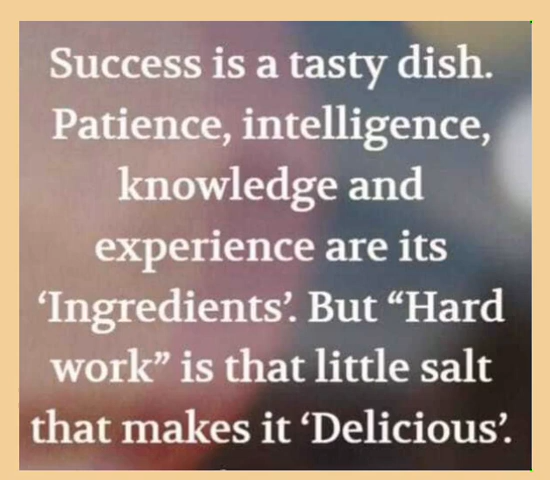 Success is a tasty dish.
Patience, intelligence,
knowledge and
experience are its
‘Ingredients’. But “Hard
work” is that little salt
that makes it ‘Delicious’.